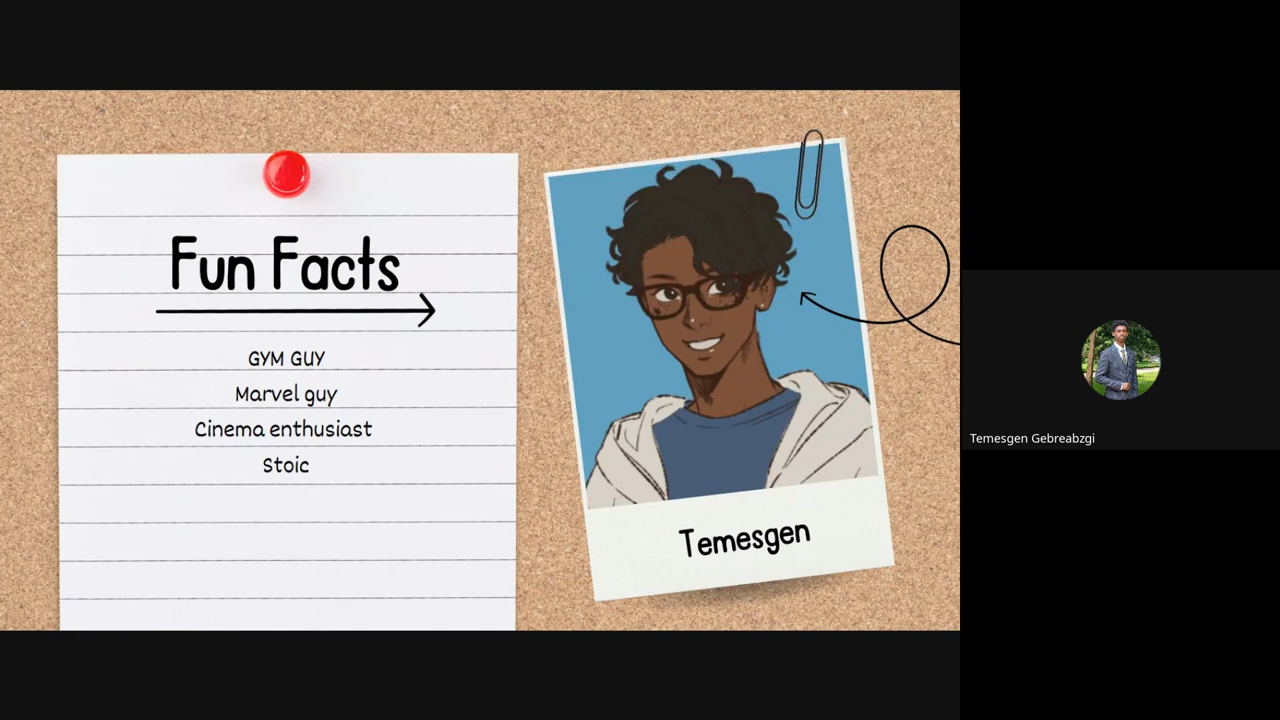 Fun Facts
GYM GUY
Marvel guy
Cinema enthusiast
Stoic
Temesgen
Temesgen Gebreabzgi